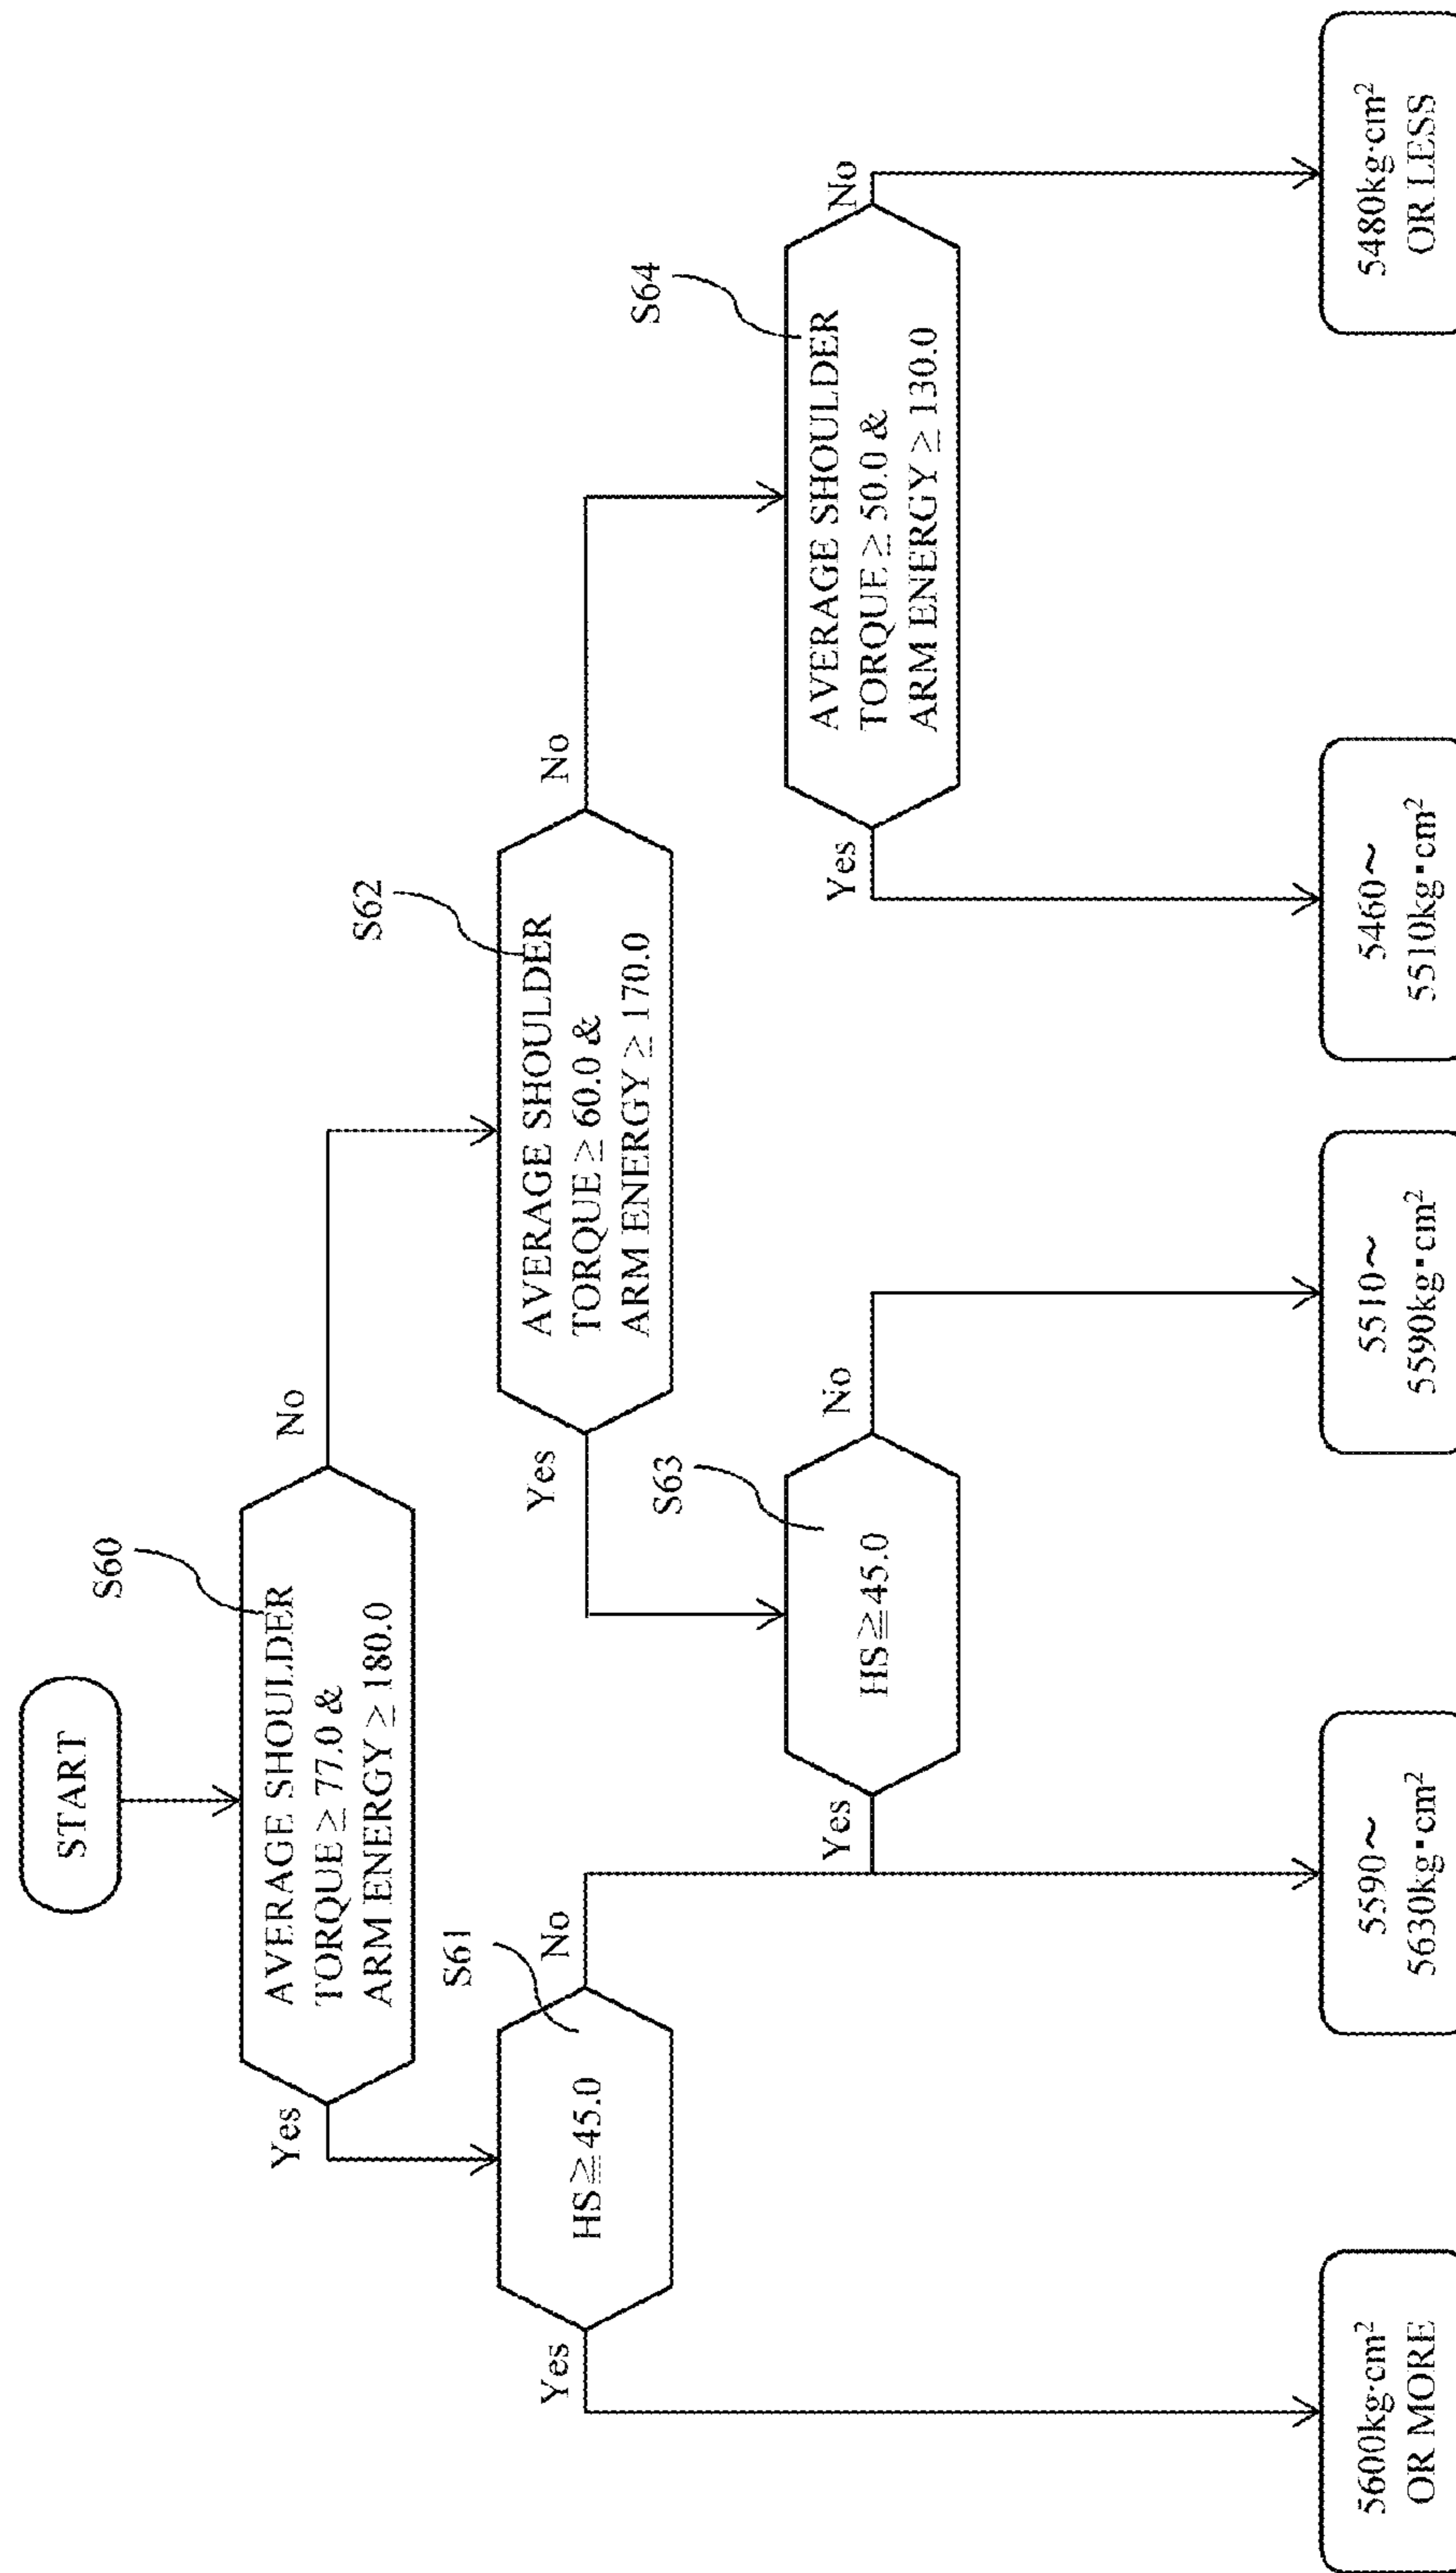 START
S60
AVERAGE SHOULDER
TORQUE ≥ 77.0 &
ARM ENERGY ≥ 180.0
Yes
No
S61
HS≧45.0
Yes
No
S62
AVERAGE SHOULDER
TORQUE ≥ 60.0 &
ARM ENERGY ≥ 170.0
Yes
No
S63
HS≧45.0
Yes
No
S64
AVERAGE SHOULDER
TORQUE ≥ 50.0 &
ARM ENERGY ≥ 130.0
Yes
No
5600kg·cm²
OR MORE
5590~
5630kg·cm²
5510~
5590kg·cm²
5460~
5510kg·cm²
5480kg·cm²
OR LESS